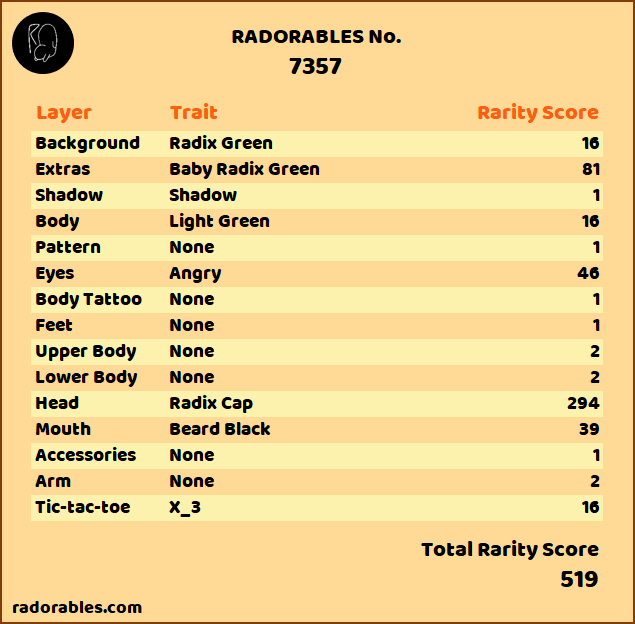 RADORABLES No.
7357
Layer Trait Rarity Score
Background Radix Green 16
Extras Baby Radix Green 81
Shadow Shadow 1
Body Light Green 16
Pattern None 1
Eyes Angry 46
Body Tattoo None 1
Feet None 1
Upper Body None 2
Lower Body None 2
Head Radix Cap 294
Mouth Beard Black 39
Accessories None 1
Arm None 2
Tic-tac-toe X_3 16
Total Rarity Score
519
radorables.com